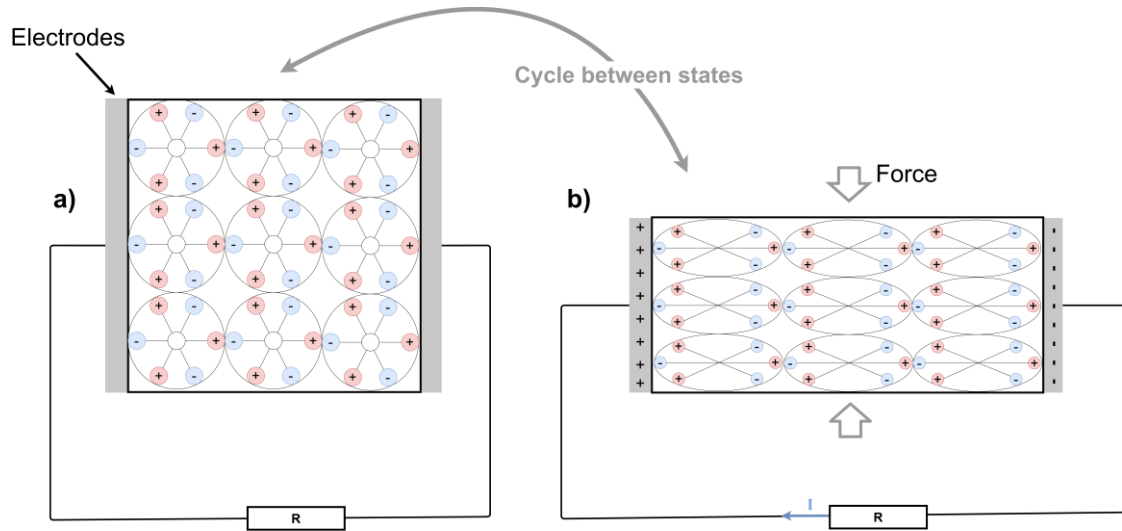 Electrodes
Cycle between states
a)
b)
Force
R
I
R